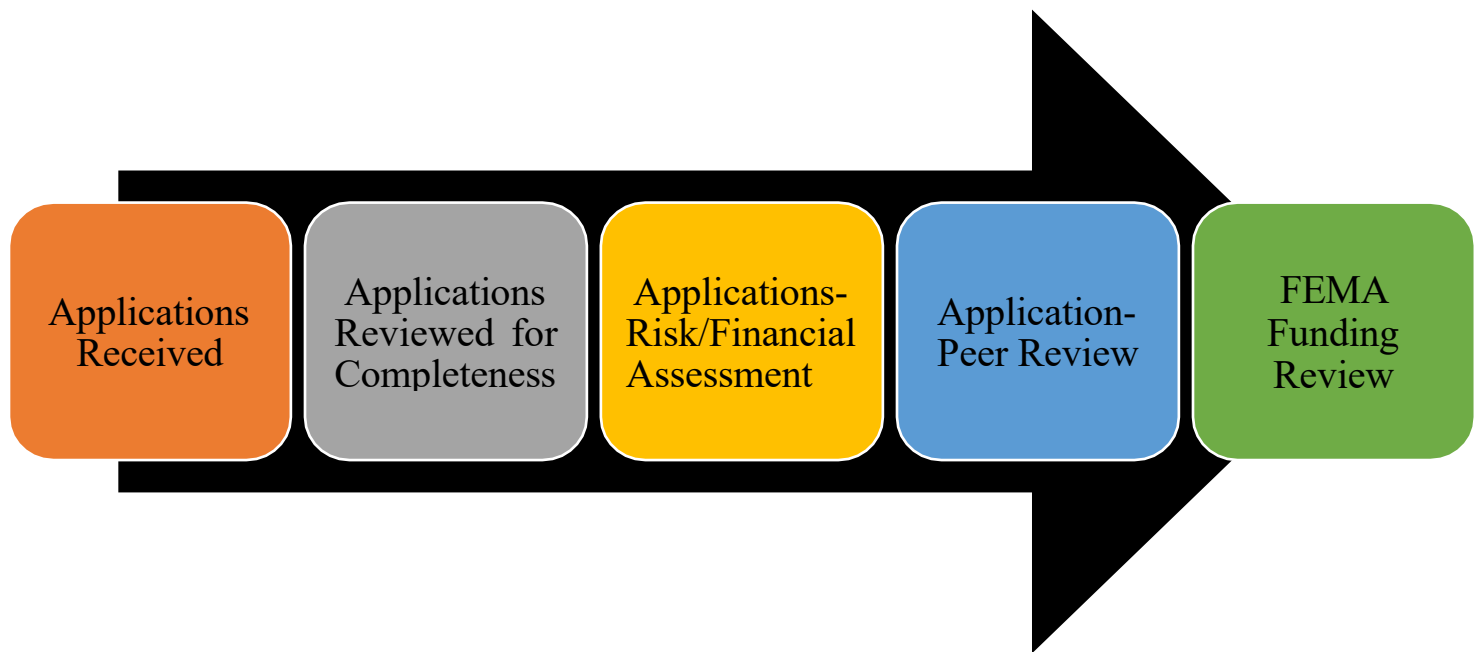 Applications
Received
Applications
Reviewed for
Completeness
Applications-
Risk/Financial
Assessment
Application-
Peer Review
FEMA
Funding
Review